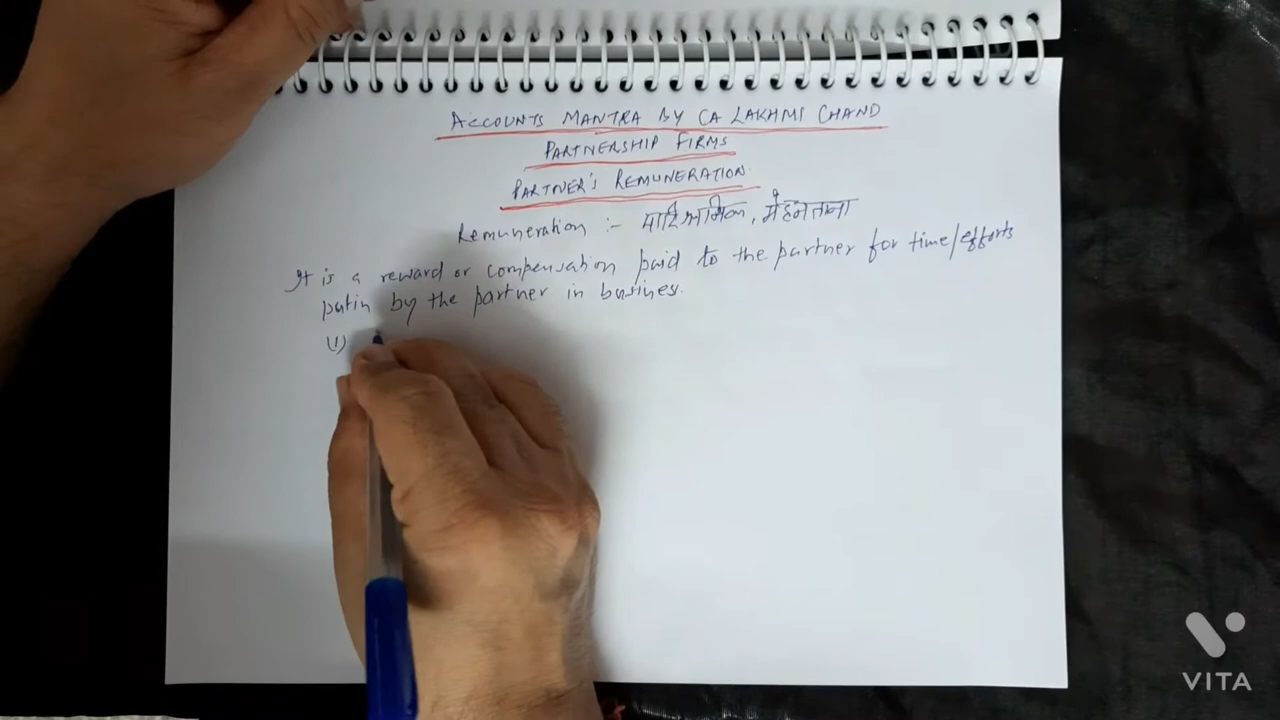 ACCOUNTS MANTRA BY CA LAKHMI CHAND
PARTNERSHIP FIRMS
PARTNER'S REMUNERATION
Remuneration :- पारिश्रमिक, मेहनताना
It is a reward or compensation paid to the partner for time/efforts
putin by the partner in business.
(1)
VITA